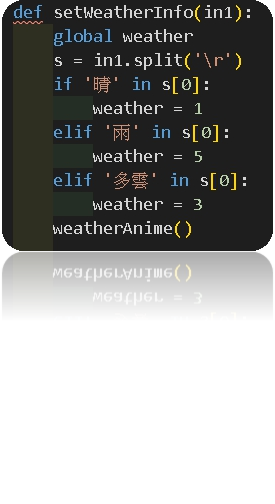 def setWeatherInfo(in1):
    global weather
    s = in1.split('\r')
    if '晴' in s[0]:
        weather = 1
    elif '雨' in s[0]:
        weather = 5
    elif '多雲' in s[0]:
        weather = 3
    weatherAnime()